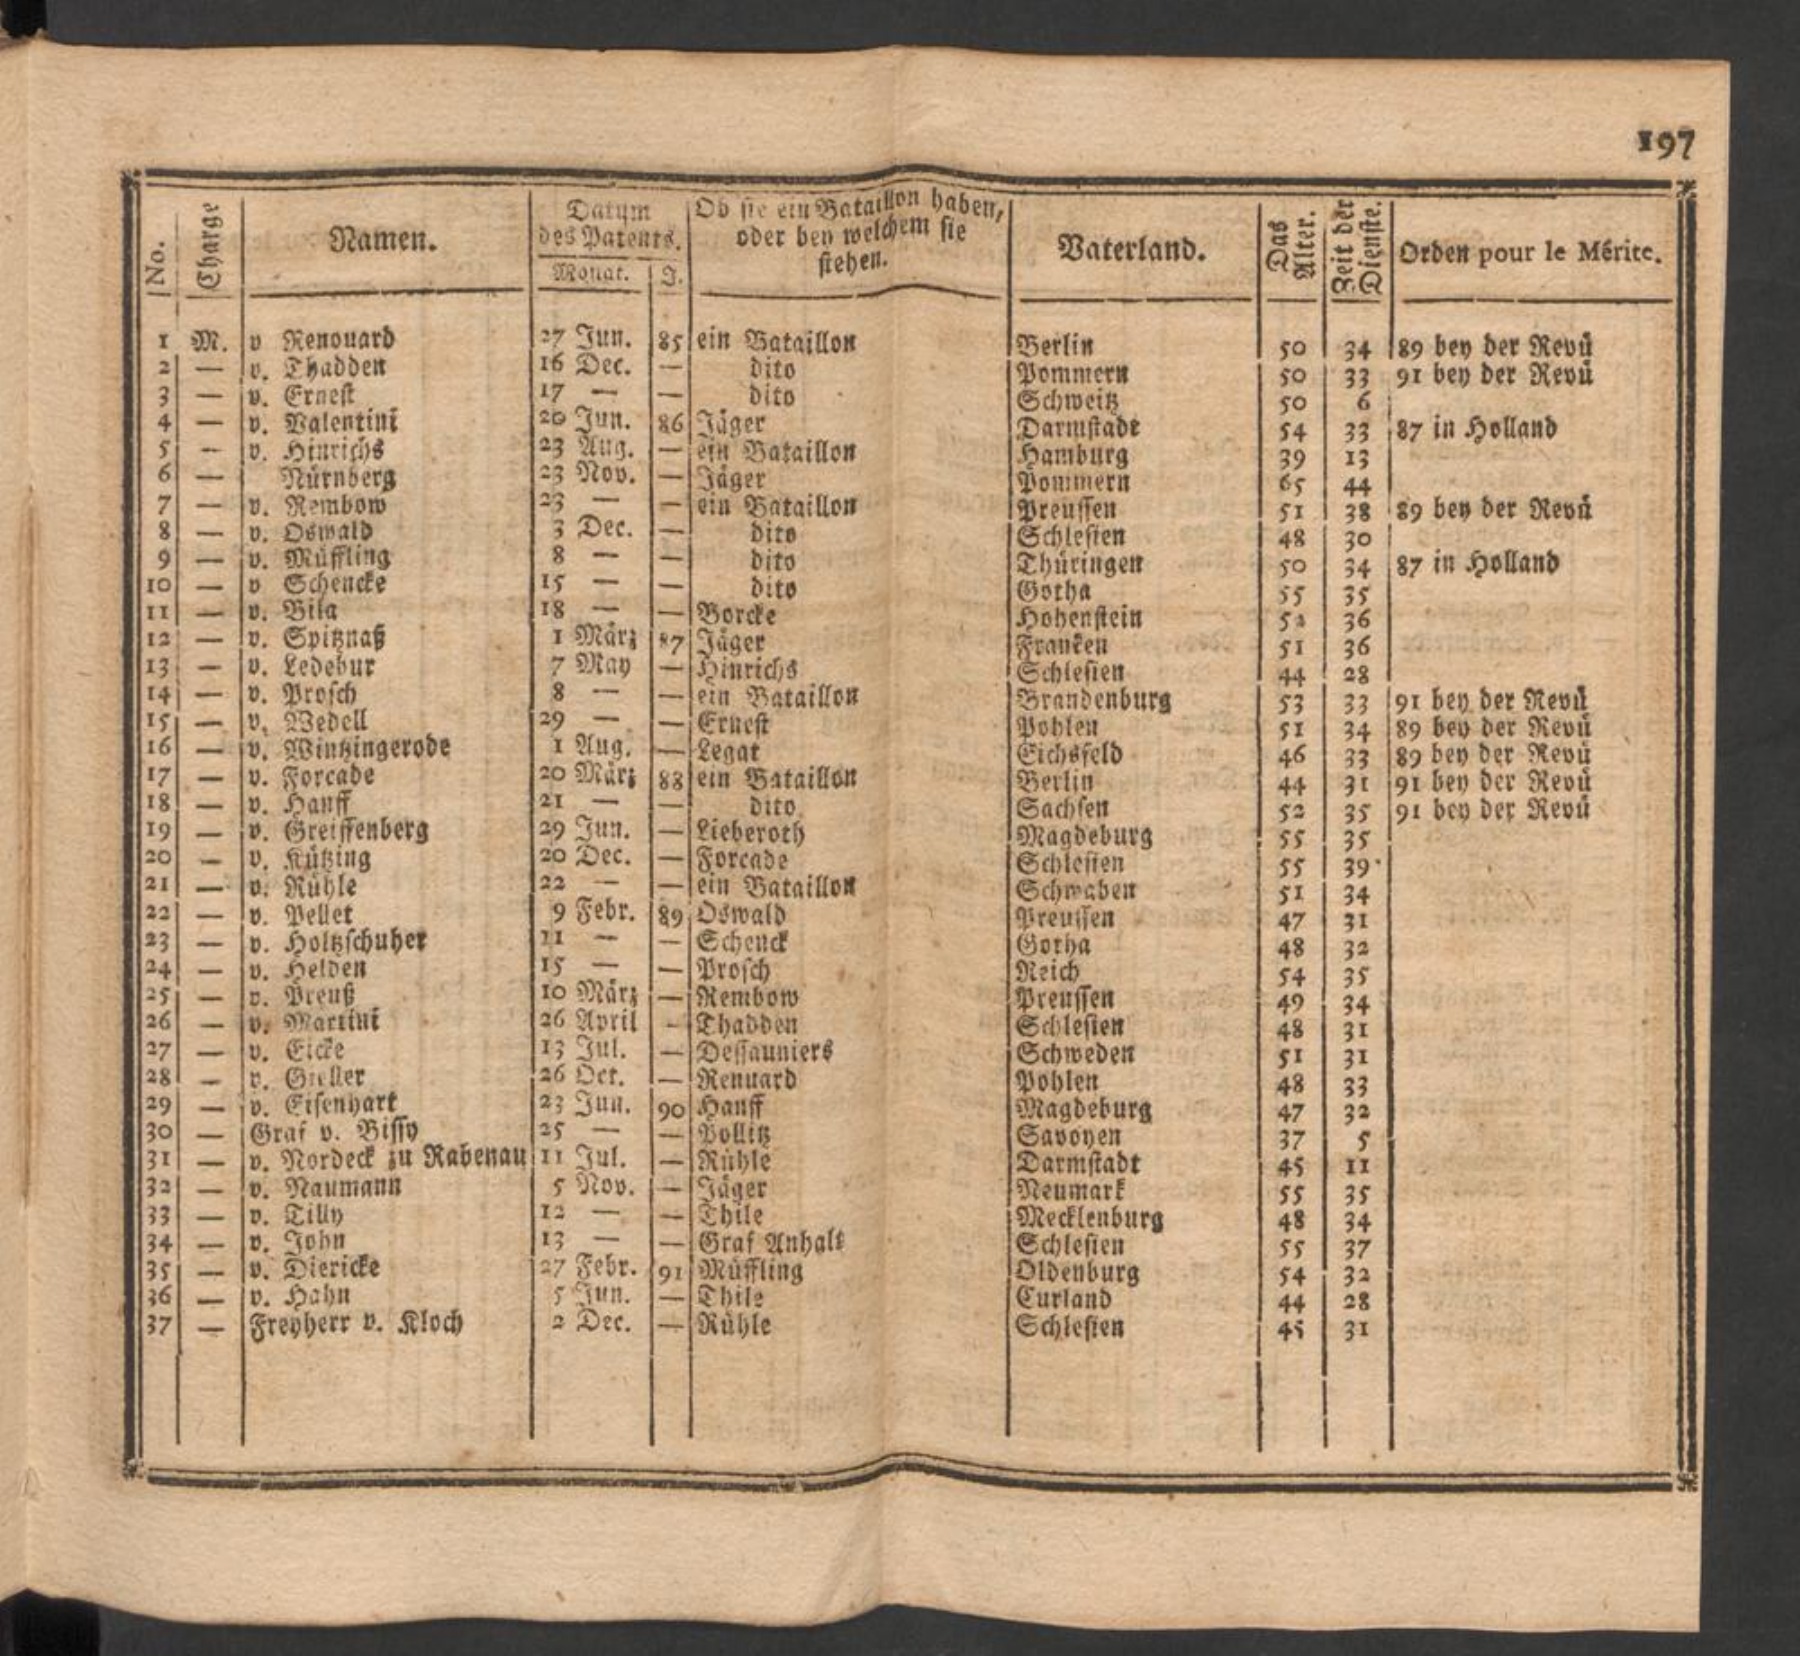 197
No. Charge Namen. Datum des Patents. Monat. J. Ob sie ein Bataillon haben, oder bey welchem sie stehen. Vaterland. Das Alter. Zeit der Dienste. Orden pour le Mérite.
1 M. v Renouard 27 Jun. 85 ein Bataillon Berlin 50 34 89 bey der Revü
2 — v. Thadden 16 Dec. — dito Pommern 50 33 91 bey der Revü
3 — v. Ernest 17 — — dito Schweitz 50 6
4 — v. Valentini 20 Jun. 86 Jäger Darmstadt 54 33 87 in Holland
5 — v. Hinrichs 23 Aug. — ein Bataillon Hamburg 39 13
6 — Nürnberg 23 Nov. — Jäger Pommern 65 44
7 — v. Rembow 23 — — ein Bataillon Preussen 51 38 89 bey der Revü
8 — v. Oswald 3 Dec. — dito Schlesien 48 30
9 — v. Müffling 8 — — dito Thüringen 50 34 87 in Holland
10 — v Schencke 15 — — dito Gotha 55 35
11 — v. Bila 18 — — Borcke Hohenstein 52 36
12 — v. Spitznaß 1 März 87 Jäger Franken 51 36
13 — v. Ledebur 7 May — Hinrichs Schlesien 44 28
14 — v. Prosch 8 — — ein Bataillon Brandenburg 53 33 91 bey der Revü
15 — v. Wedell 29 — — Ernest Pohlen 51 34 89 bey der Revü
16 — v. Wintzingerode 1 Aug. — Legat Eichsfeld 46 33 89 bey der Revü
17 — v. Forcade 20 März 88 ein Bataillon Berlin 44 31 91 bey der Revü
18 — v. Hanff 21 — — dito Sachsen 52 35 91 bey der Revü
19 — v. Greiffenberg 29 Jun. — Lieberoth Magdeburg 55 35
20 — v. Kützing 20 Dec. — Forcade Schlesien 55 39
21 — v. Rühle 22 — — ein Bataillon Schwaben 51 34
22 — v. Pellet 9 Febr. 89 Oswald Preussen 47 31
23 — v. Holtzschuher 11 — — Schenck Gotha 48 32
24 — v. Helden 15 — — Prosch Reich 54 35
25 — v. Preuß 10 März — Rembow Preussen 49 34
26 — v. Martini 26 April — Thadden Schlesien 48 31
27 — v. Eicke 13 Jul. — Dessauniers Schweden 51 31
28 — v. Gieller 26 Oct. — Renuard Pohlen 48 33
29 — v. Eisenhart 23 Jun. 90 Hanff Magdeburg 47 32
30 — Graf v. Bissy 25 — — Pollitz Savoyen 37 5
31 — v. Nordeck zu Rabenau 11 Jul. — Rühle Darmstadt 45 11
32 — v. Naumann 5 Nov. — Jäger Neumark 55 35
33 — v. Tilly 12 — — Thile Mecklenburg 48 34
34 — v. John 13 — — Graf Anhalt Schlesien 55 37
35 — v. Diericke 27 Febr. 91 Müffling Oldenburg 54 32
36 — v. Hahn 5 Jun. — Thile Curland 44 28
37 — Freyherr v. Kloch 2 Dec. — Rühle Schlesien 45 31